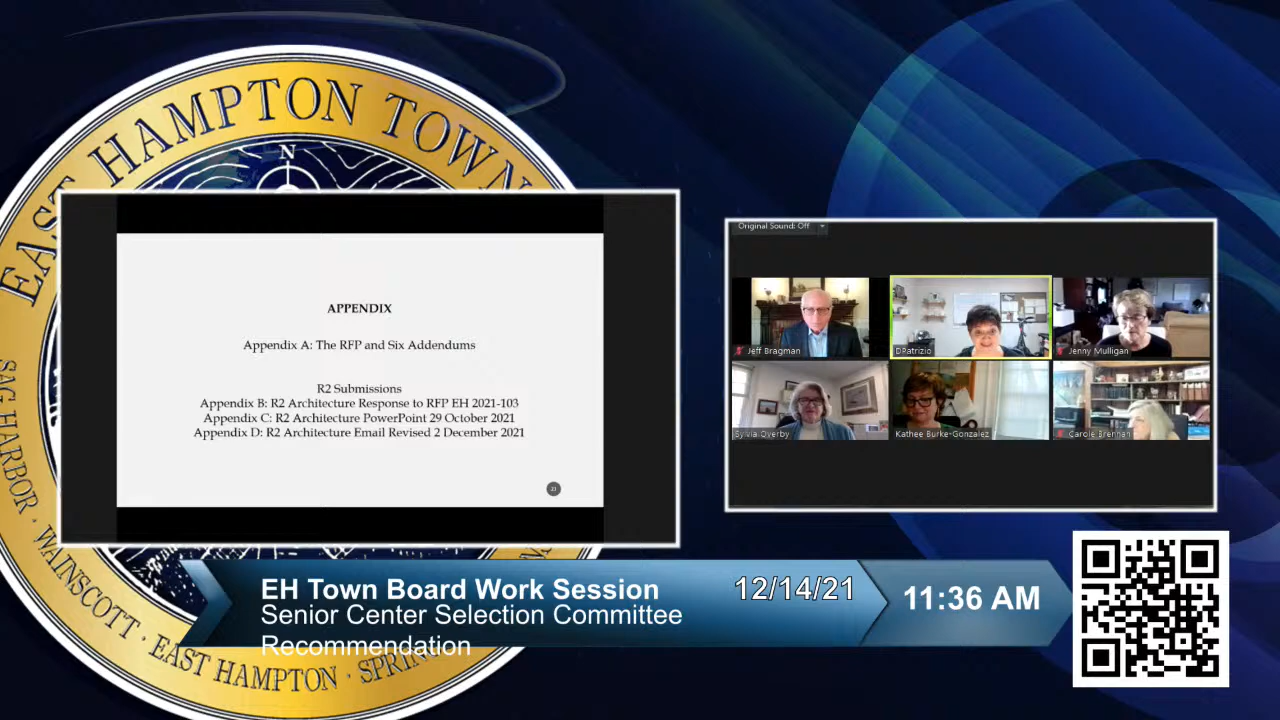 EAST HAMPTON TOWN
N
APPENDIX
Appendix A: The RFP and Six Addendums
R2 Submissions
Appendix B: R2 Architecture Response to RFP EH 2021-103
Appendix C: R2 Architecture PowerPoint 29 October 2021
Appendix D: R2 Architecture Email Revised 2 December 2021
23
Original Sound: Off
Jeff Bragman
DPatrizio
Jenny Mulligan
Sylvia Overby
Kathee Burke-Gonzalez
Carole Brennan
EH Town Board Work Session
12/14/21
11:36 AM
Senior Center Selection Committee
Recommendation
SAG HARBOR · WAINSCOTT · EAST HAMPTON ·